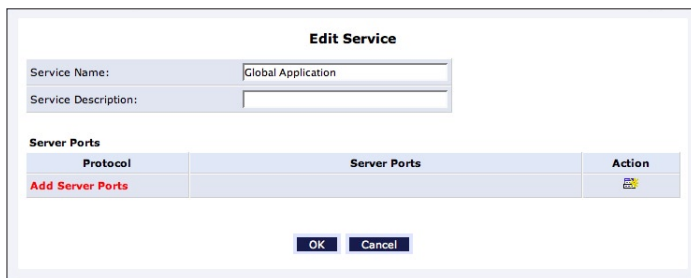 Edit Service
Service Name: Global Application
Service Description:
Server Ports
Protocol Server Ports Action
Add Server Ports
OK Cancel